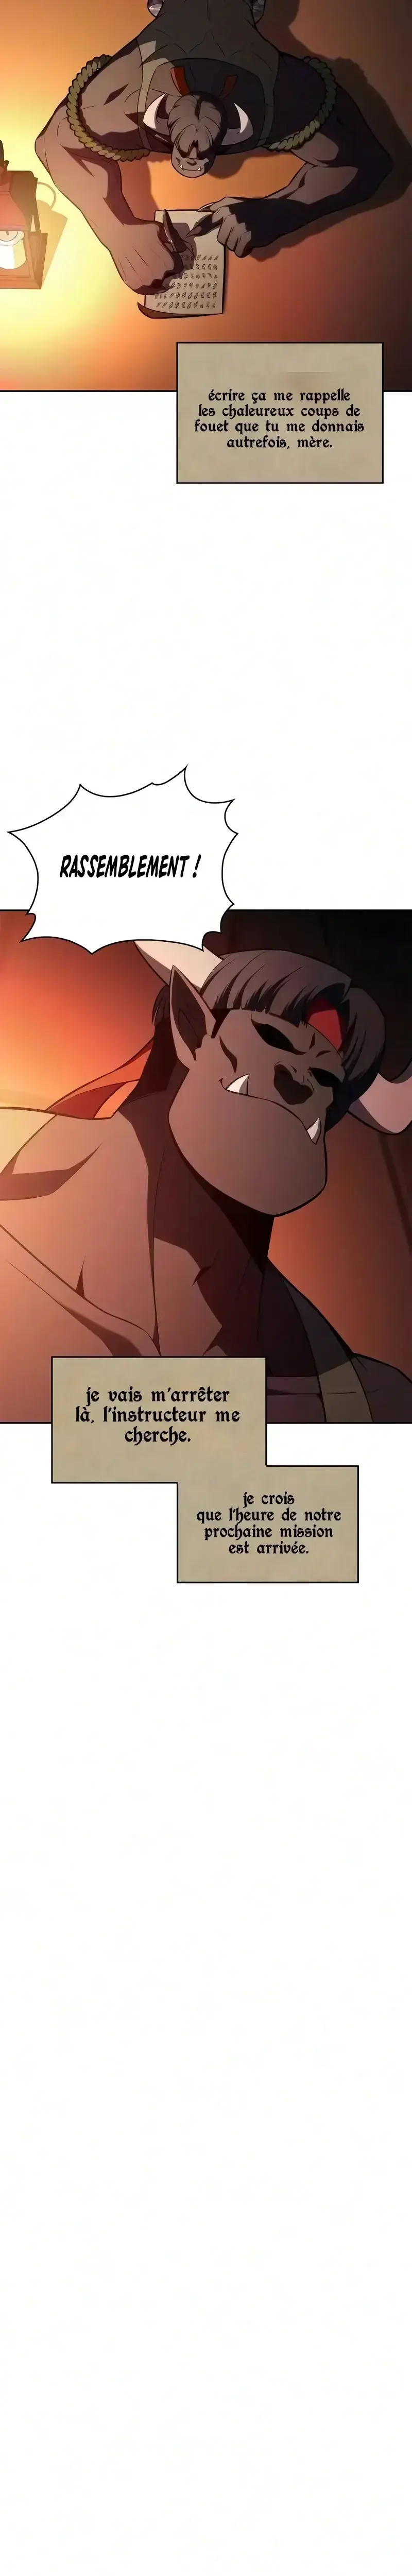 écrire ça me rappelle
les chaleureux coups de
fouet que tu me donnais
autrefois, mère.
RASSEMBLEMENT !
je vais m'arrêter
là, l'instructeur me
cherche.
je crois
que l'heure de notre
prochaine mission
est arrivée.